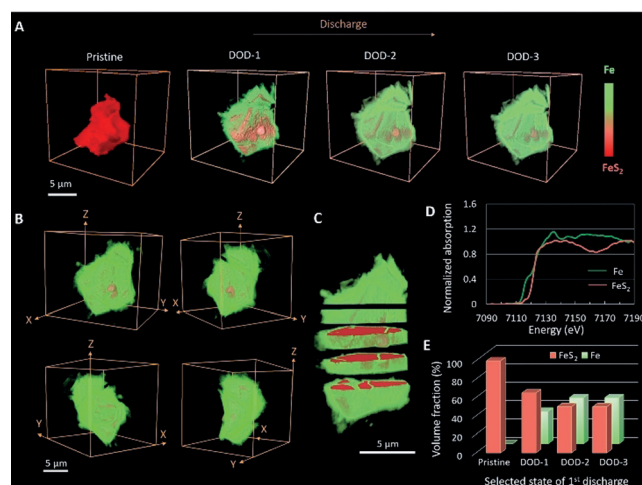 Discharge
A
Pristine
DOD-1
DOD-2
DOD-3
Fe
FeS2
5 µm
B
Z
Z
X
Y
X
Y
Z
Z
Y
X
X
Y
5 µm
C
5 µm
D
Normalized absorption
1.6
1.2
0.8
0.4
0
Fe
FeS2
7090 7110 7130 7150 7170 7190
Energy (eV)
E
FeS2 Fe
Volume fraction (%)
100
80
60
40
20
0
Pristine DOD-1 DOD-2 DOD-3
Selected state of 1st discharge